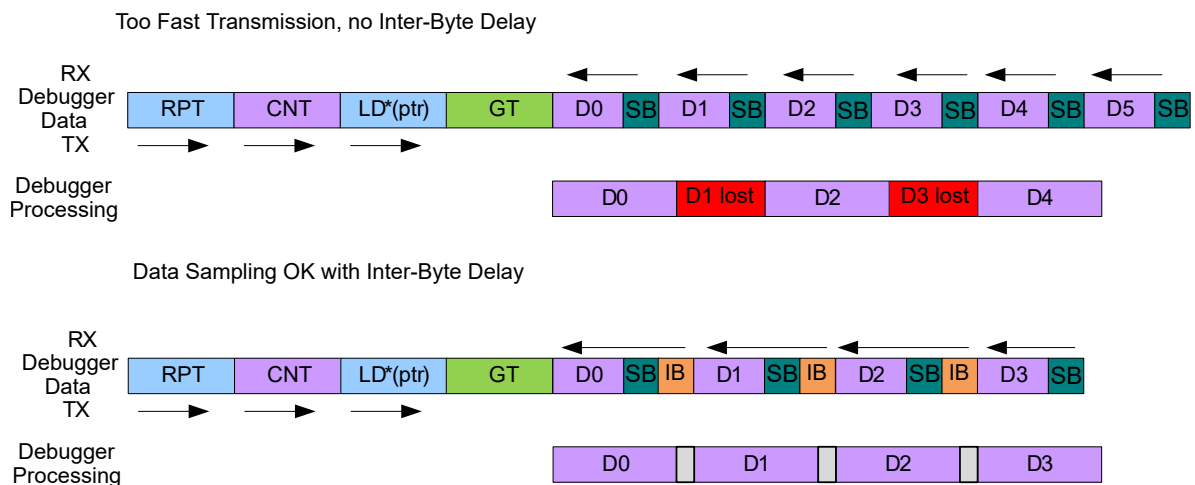 Too Fast Transmission, no Inter-Byte Delay
RX
Debugger
Data
TX
RPT CNT LD*(ptr) GT D0 SB D1 SB D2 SB D3 SB D4 SB D5 SB
Debugger
Processing
D0 D1 lost D2 D3 lost D4
Data Sampling OK with Inter-Byte Delay
RX
Debugger
Data
TX
RPT CNT LD*(ptr) GT D0 SB IB D1 SB IB D2 SB IB D3 SB
Debugger
Processing
D0 D1 D2 D3